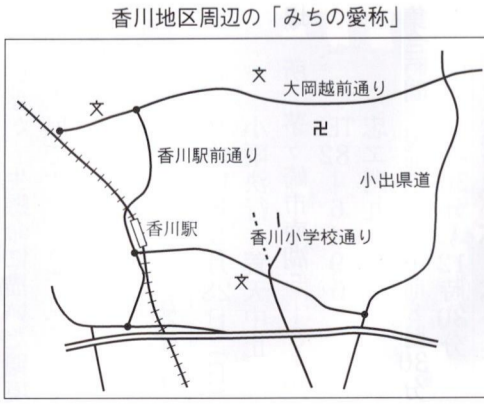 香川地区周辺の「みちの愛称」
大岡越前通り
香川駅前通り
小出県道
香川駅
香川小学校通り